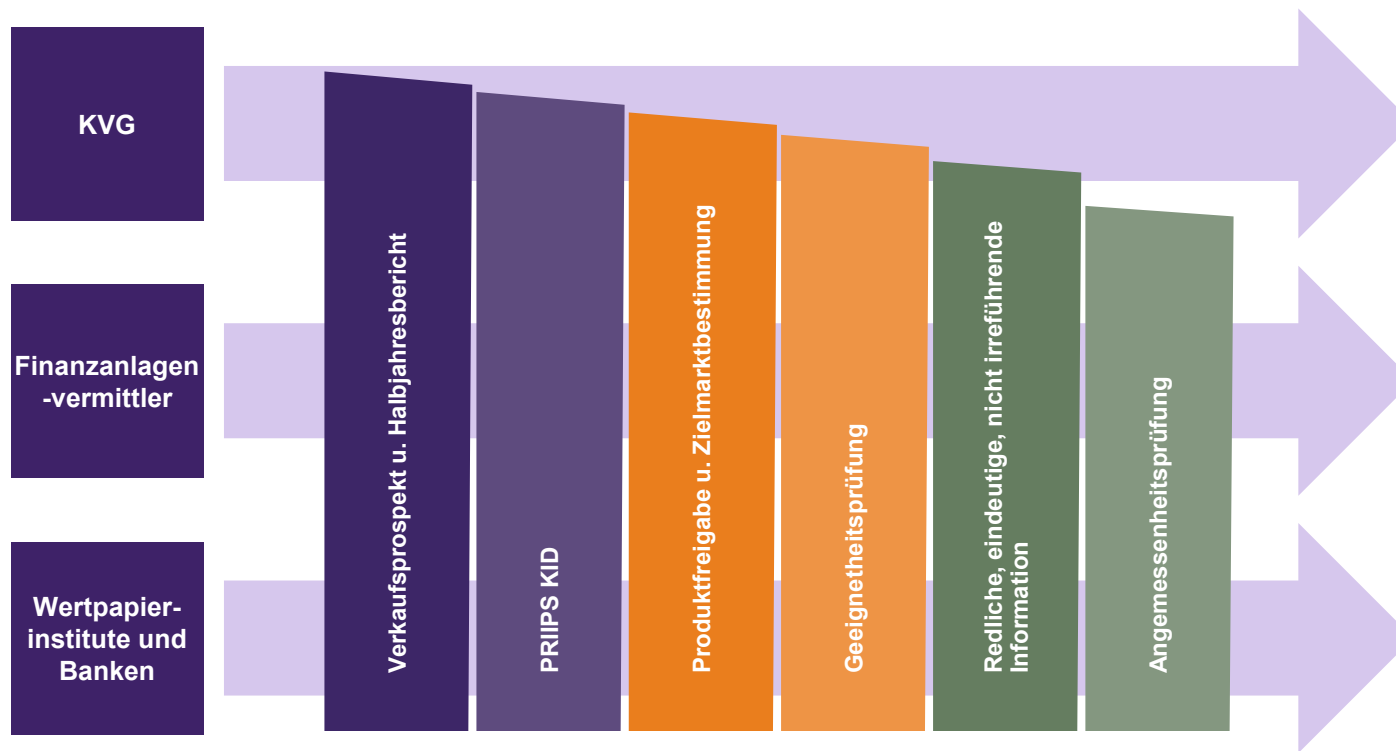 KVG
Finanzanlagen
-vermittler
Wertpapier-
institute und
Banken
Verkaufsprospekt u. Halbjahresbericht
PRIIPS KID
Produktfreigabe u. Zielmarktbestimmung
Geeignetheitsprüfung
Redliche, eindeutige, nicht irreführende
Information
Angemessenheitsprüfung